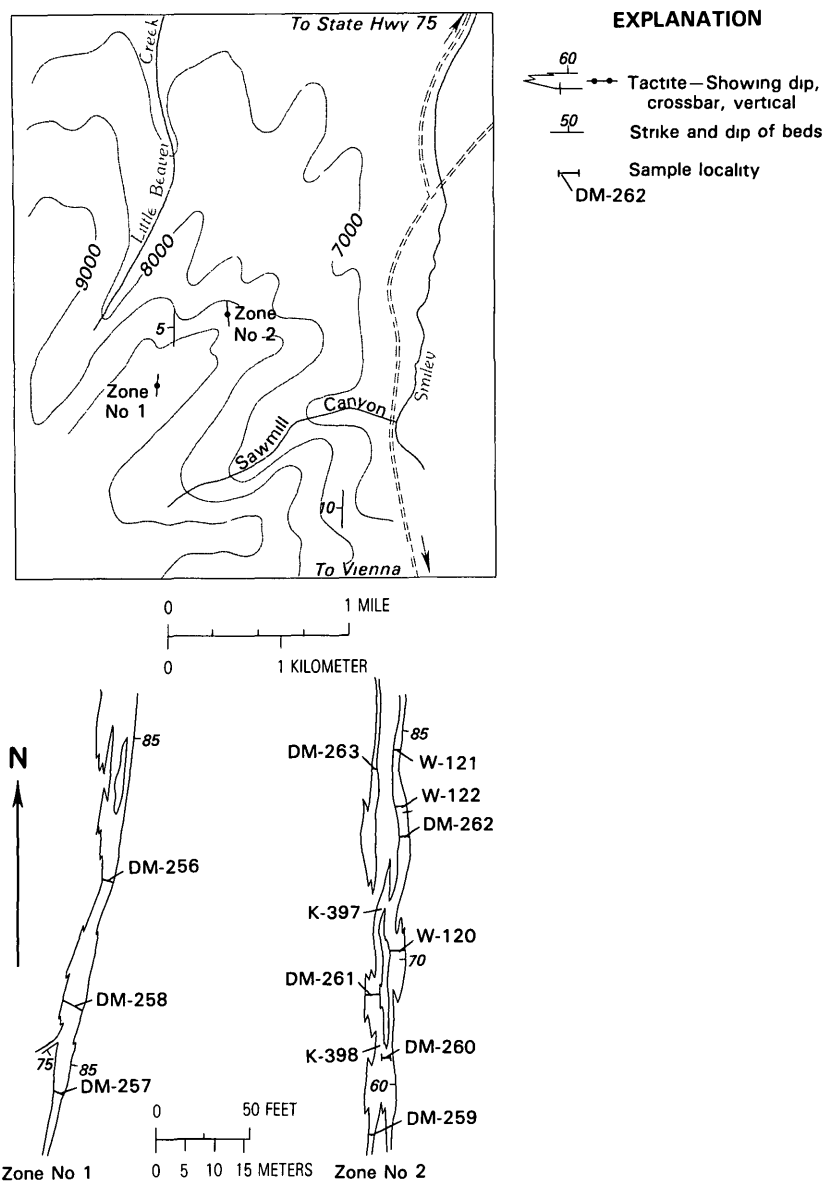 To State Hwy 75
Creek
Little Beaver
9000
8000
7000
5
Zone
No 2
Zone
No 1
Smiley
Canyon
Sawmill
10
To Vienna
EXPLANATION
60
Tactite—Showing dip,
crossbar, vertical
50
Strike and dip of beds
Sample locality
DM-262
0 1 MILE
0 1 KILOMETER
N
85
DM-256
DM-258
75
85
DM-257
Zone No 1
0 50 FEET
0 5 10 15 METERS
85
DM-263
W-121
W-122
DM-262
K-397
W-120
70
DM-261
K-398
DM-260
60
DM-259
Zone No 2